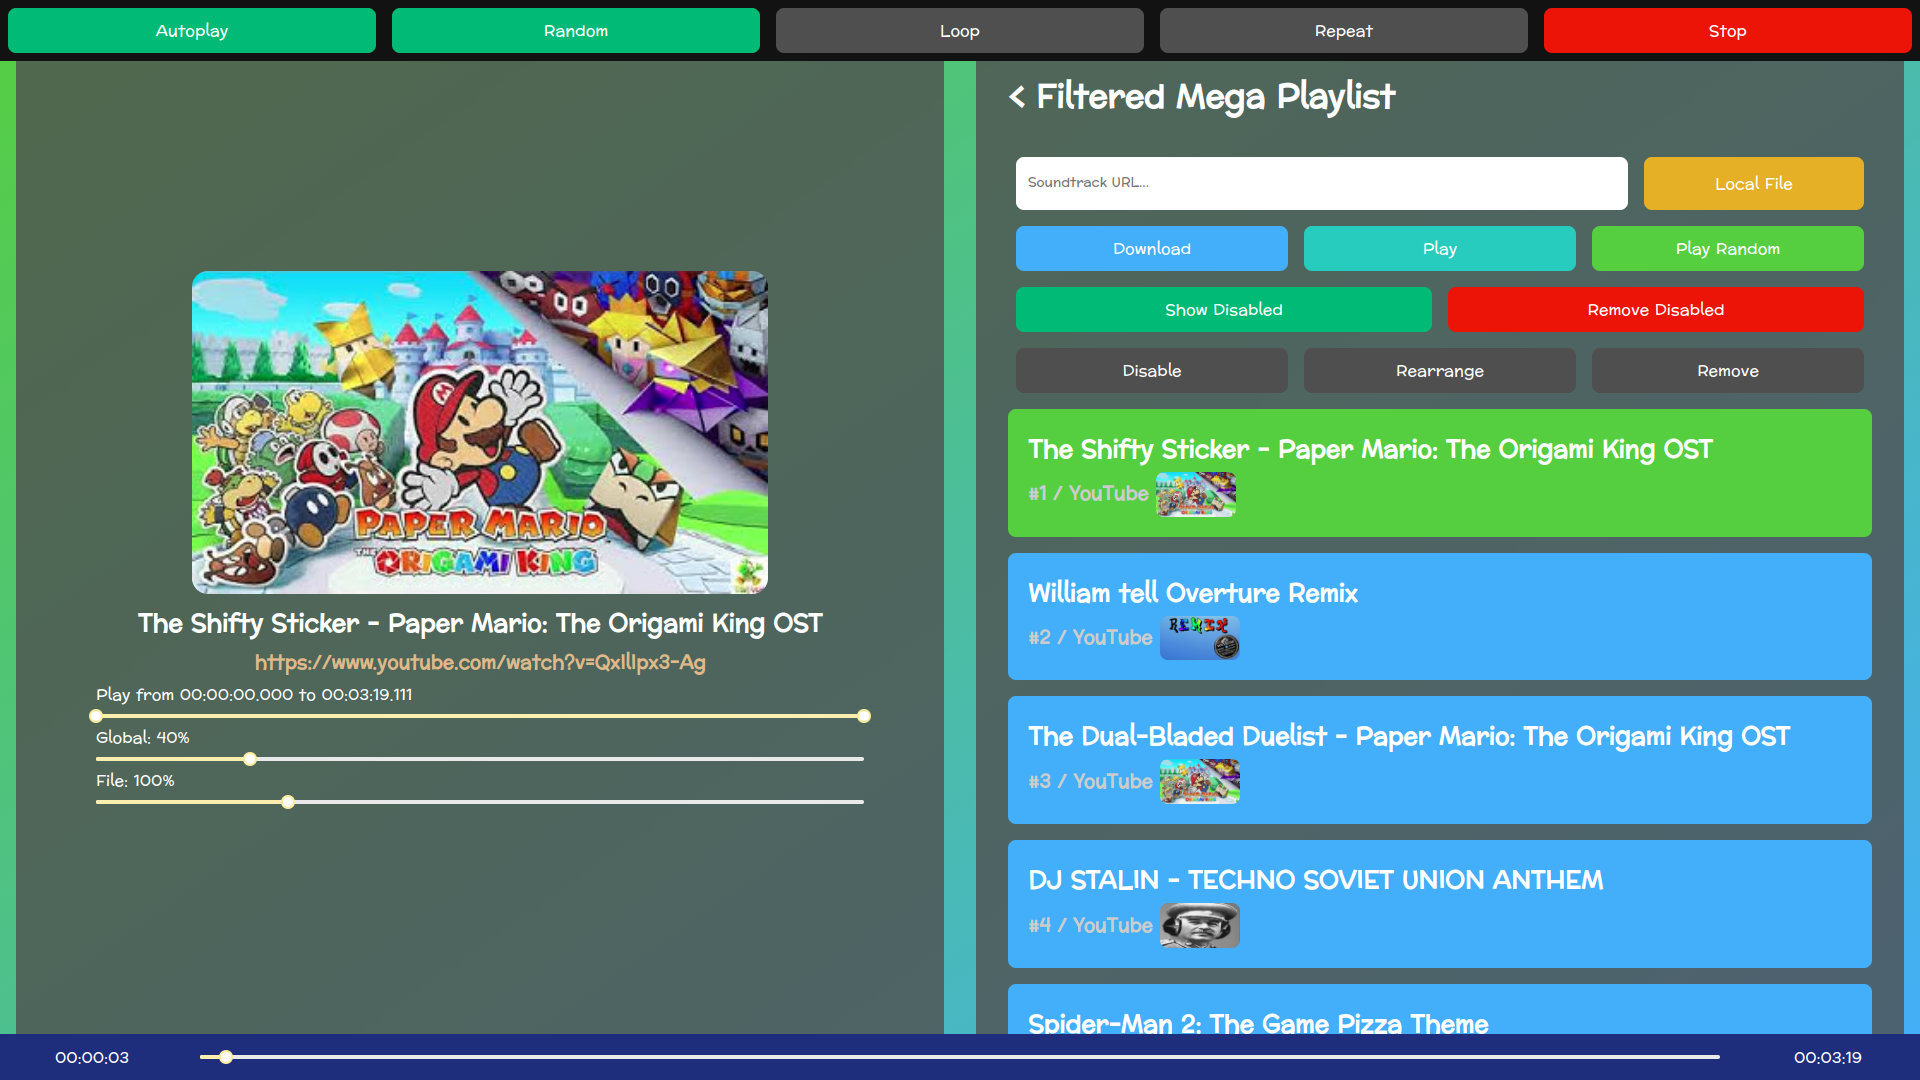 Autoplay
Random
Loop
Repeat
Stop
PAPER MARIO
THE ORIGAMI KING
The Shifty Sticker - Paper Mario: The Origami King OST
https://www.youtube.com/watch?v=QxIlIpx3-Ag
Play from 00:00:00.000 to 00:03:19.111
Global: 40%
File: 100%
< Filtered Mega Playlist
Soundtrack URL...
Local File
Download
Play
Play Random
Show Disabled
Remove Disabled
Disable
Rearrange
Remove
The Shifty Sticker - Paper Mario: The Origami King OST
#1 / YouTube
William tell Overture Remix
#2 / YouTube
REMIX
The Dual-Bladed Duelist - Paper Mario: The Origami King OST
#3 / YouTube
DJ STALIN - TECHNO SOVIET UNION ANTHEM
#4 / YouTube
Spider-Man 2: The Game Pizza Theme
00:00:03
00:03:19